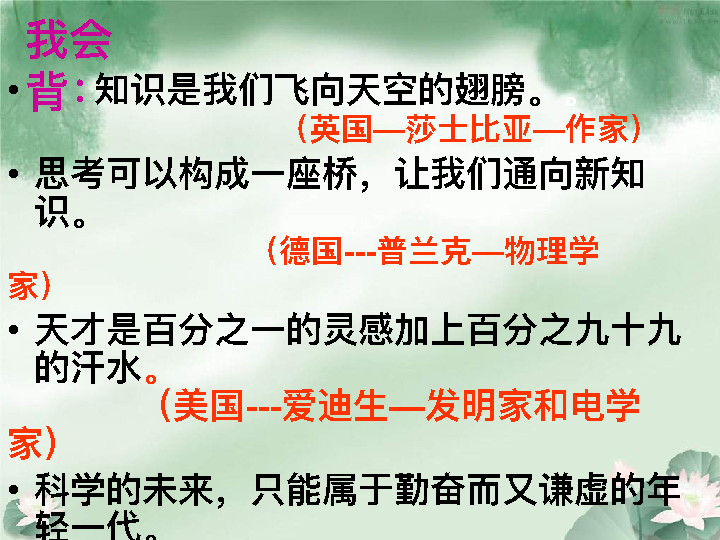 我会
背：
知识是我们飞向天空的翅膀。
（英国—莎士比亚—作家）
• 思考可以构成一座桥，让我们通向新知
识。
（德国---普兰克—物理学
家）
• 天才是百分之一的灵感加上百分之九十九
的汗水。
（美国---爱迪生—发明家和电学
家）
• 科学的未来，只能属于勤奋而又谦虚的年
轻一代。